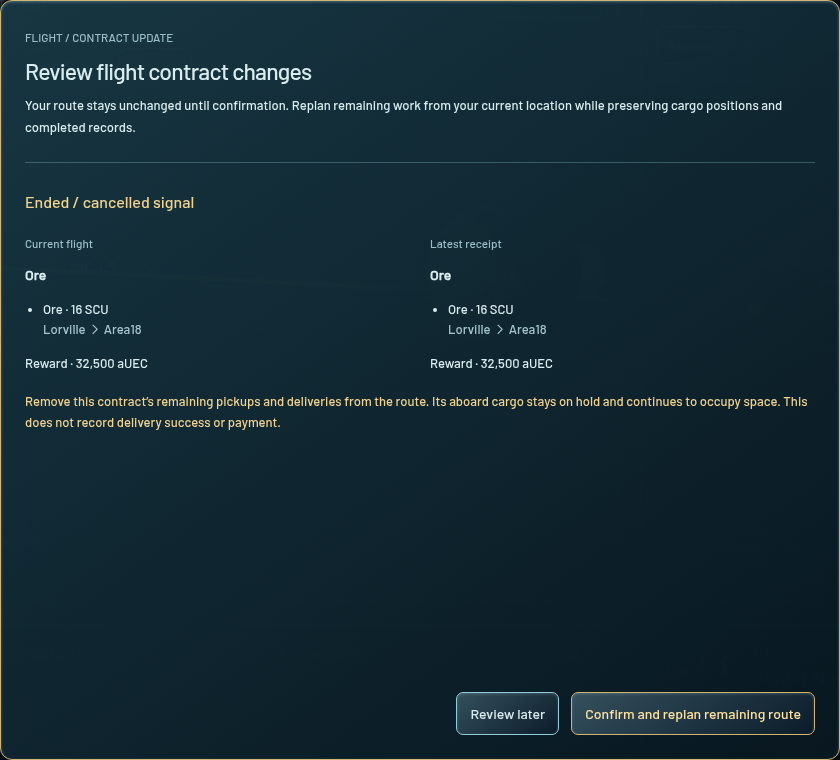 FLIGHT / CONTRACT UPDATE
Review flight contract changes
Your route stays unchanged until confirmation. Replan remaining work from your current location while preserving cargo positions and
completed records.
Ended / cancelled signal
Current flight
Ore
• Ore · 16 SCU
Lorville > Area18
Reward · 32,500 aUEC
Latest receipt
Ore
• Ore · 16 SCU
Lorville > Area18
Reward · 32,500 aUEC
Remove this contract's remaining pickups and deliveries from the route. Its aboard cargo stays on hold and continues to occupy space. This
does not record delivery success or payment.
Review later
Confirm and replan remaining route